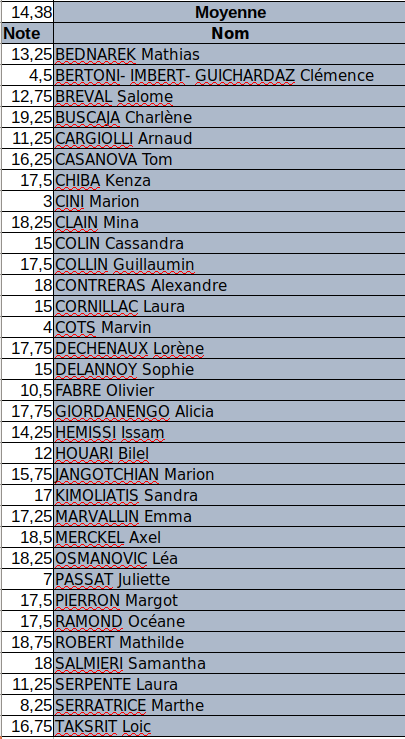 14,38 Moyenne
Note Nom
13,25 BEDNAREK Mathias
4,5 BERTONI- IMBERT- GUICHARDAZ Clémence
12,75 BREVAL Salome
19,25 BUSCAJA Charlène
11,25 CARGIOLLI Arnaud
16,25 CASANOVA Tom
17,5 CHIBA Kenza
3 CINI Marion
18,25 CLAIN Mina
15 COLIN Cassandra
17,5 COLLIN Guillaumin
18 CONTRERAS Alexandre
15 CORNILLAC Laura
4 COTS Marvin
17,75 DECHENAUX Lorène
15 DELANNOY Sophie
10,5 FABRE Olivier
17,75 GIORDANENGO Alicia
14,25 HEMISSI Issam
12 HOUARI Bilel
15,75 JANGOTCHIAN Marion
17 KIMOLIATIS Sandra
17,25 MARVALLIN Emma
18,5 MERCKEL Axel
18,25 OSMANOVIC Léa
7 PASSAT Juliette
17,5 PIERRON Margot
17,5 RAMOND Océane
18,75 ROBERT Mathilde
18 SALMIERI Samantha
11,25 SERPENTE Laura
8,25 SERRATRICE Marthe
16,75 TAKSRIT Loic